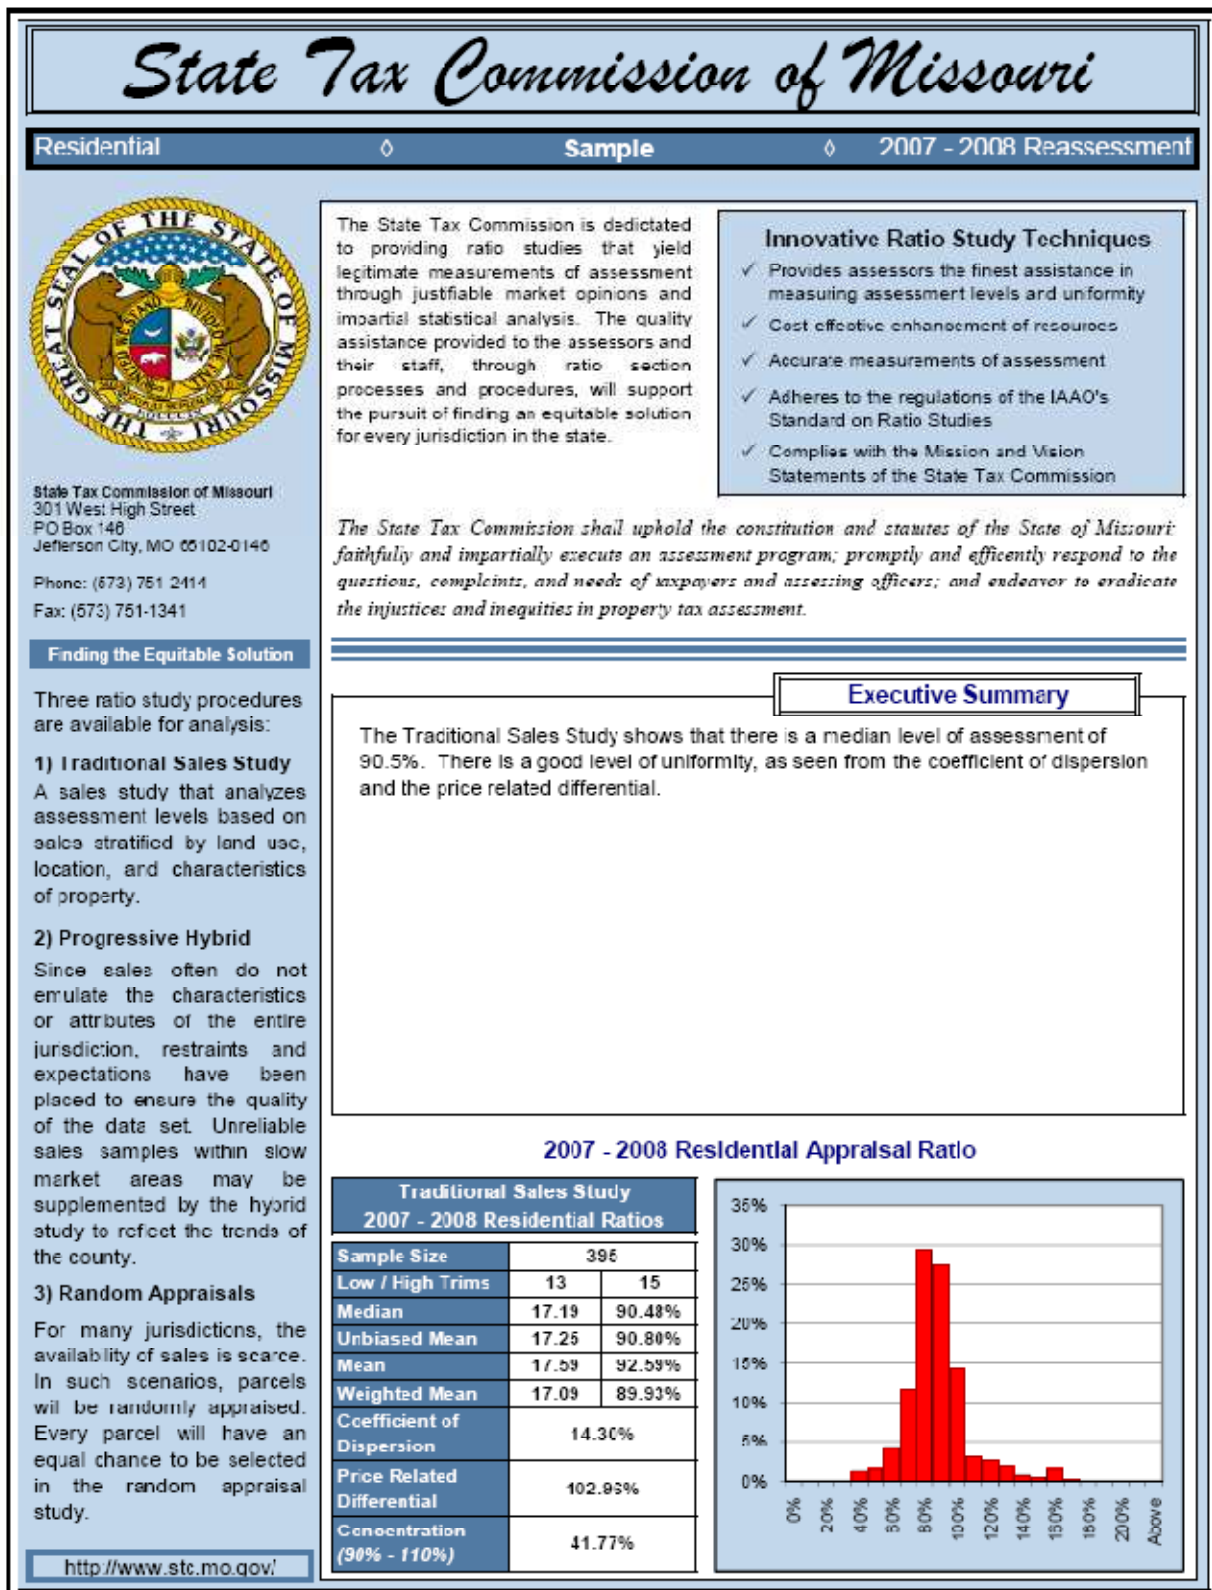 State Tax Commission of Missouri
Residential ◊ Sample ◊ 2007 - 2008 Reassessment
THE GREAT SEAL OF THE STATE OF MISSOURI
State Tax Commission of Missouri
301 West High Street
PO Box 146
Jefferson City, MO 65102-0146
Phone: (573) 751-2414
Fax: (573) 751-1341
Finding the Equitable Solution
Three ratio study procedures
are available for analysis:
1) Traditional Sales Study
A sales study that analyzes
assessment levels based on
sales stratified by land use,
location, and characteristics
of property.
2) Progressive Hybrid
Since sales often do not
emulate the characteristics
or attributes of the entire
jurisdiction, restraints and
expectations have been
placed to ensure the quality
of the data set. Unreliable
sales samples within slow
market areas may be
supplemented by the hybrid
study to reflect the trends of
the county.
3) Random Appraisals
For many jurisdictions, the
availability of sales is scarce.
In such scenarios, parcels
will be randomly appraised.
Every parcel will have an
equal chance to be selected
in the random appraisal
study.
http://www.stc.mo.gov/
The State Tax Commission is dedictated
to providing ratio studies that yield
legitimate measurements of assessment
through justifiable market opinions and
impartial statistical analysis. The quality
assistance provided to the assessors and
their staff, through ratio section
processes and procedures, will support
the pursuit of finding an equitable solution
for every jurisdiction in the state.
Innovative Ratio Study Techniques
✓ Provides assessors the finest assistance in
measuring assessment levels and uniformity
✓ Cost effective enhancement of resources
✓ Accurate measurements of assessment
✓ Adheres to the regulations of the IAAO's
Standard on Ratio Studies
✓ Complies with the Mission and Vision
Statements of the State Tax Commission
The State Tax Commission shall uphold the constitution and statutes of the State of Missouri:
faithfully and impartially execute an assessment program; promptly and efficently respond to the
questions, complaints, and needs of taxpayers and assessing officers; and endeavor to eradicate
the injustices and inequities in property tax assessment.
Executive Summary
The Traditional Sales Study shows that there is a median level of assessment of
90.5%. There is a good level of uniformity, as seen from the coefficient of dispersion
and the price related differential.
2007 - 2008 Residential Appraisal Ratio
Traditional Sales Study
2007 - 2008 Residential Ratios
Sample Size 395
Low / High Trims 13 15
Median 17.19 90.48%
Unbiased Mean 17.25 90.80%
Mean 17.59 92.59%
Weighted Mean 17.09 89.93%
Coefficient of
Dispersion 14.30%
Price Related
Differential 102.96%
Concentration
(90% - 110%) 41.77%
35%
30%
25%
20%
15%
10%
5%
0%
0% 20% 40% 60% 80% 100% 120% 140% 160% 180% 200% Above